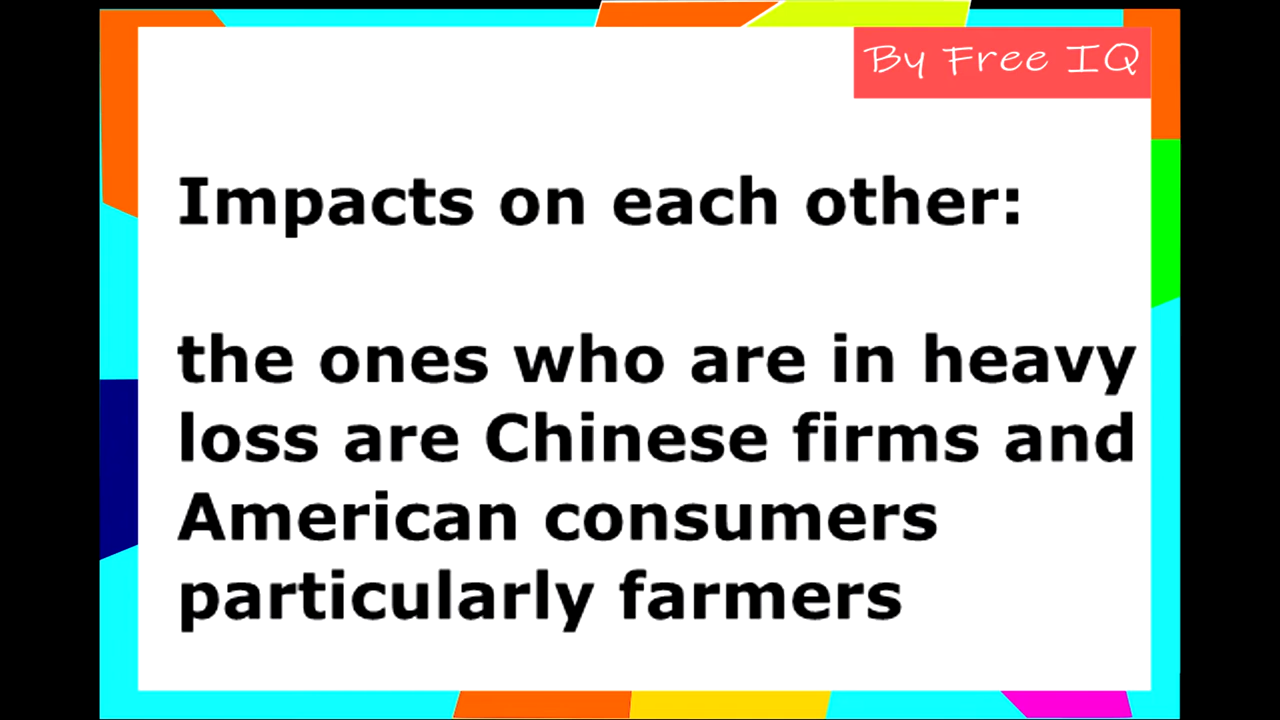 By Free IQ
Impacts on each other:
the ones who are in heavy
loss are Chinese firms and
American consumers
particularly farmers